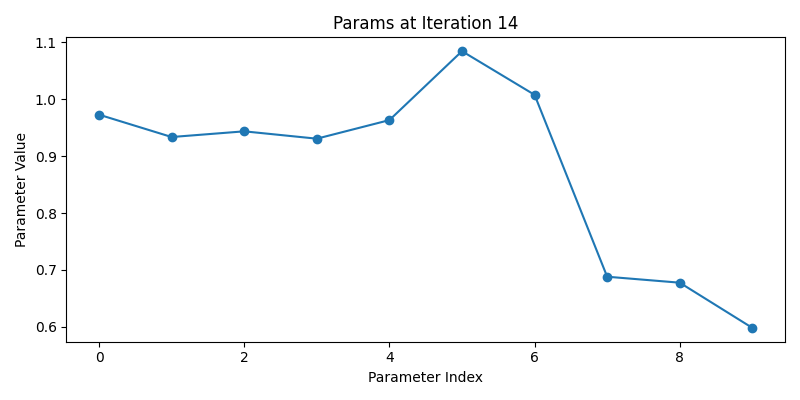 Params at Iteration 14
Parameter Value
1.1
1.0
0.9
0.8
0.7
0.6
0 2 4 6 8
Parameter Index